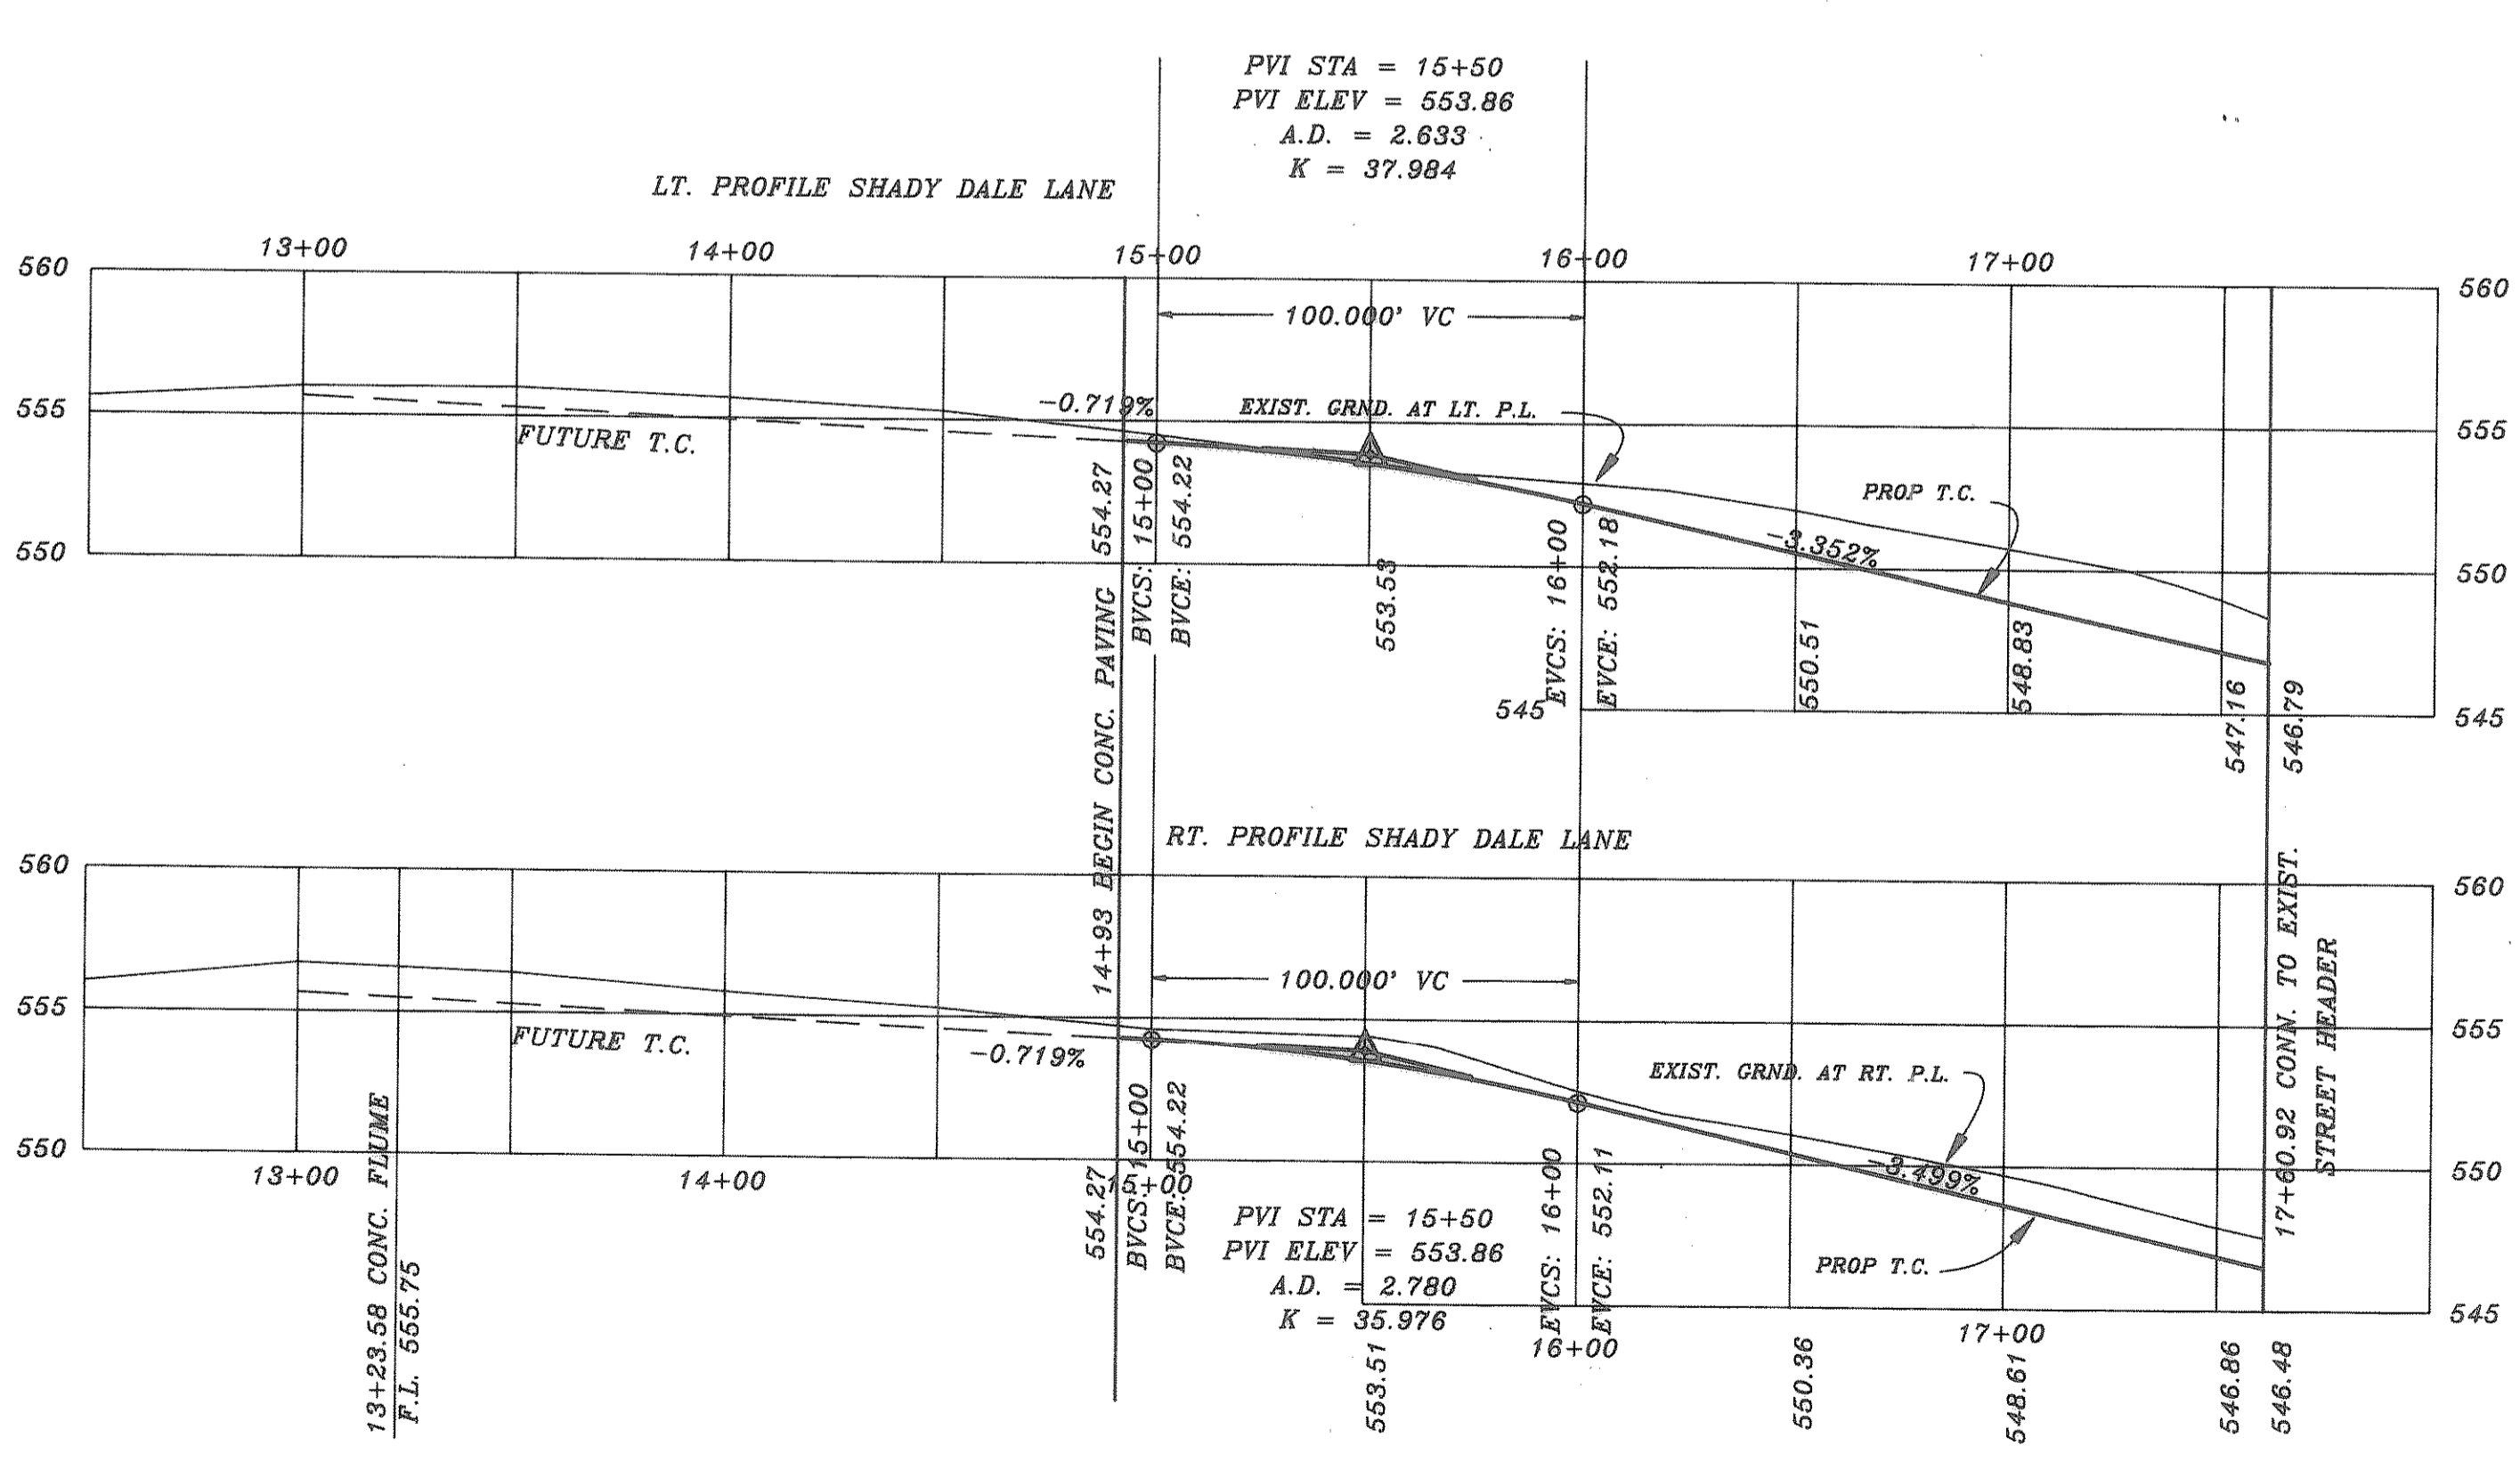 PVI STA = 15+50
PVI ELEV = 553.86
A.D. = 2.633
K = 37.984
LT. PROFILE SHADY DALE LANE
13+00
14+00
15+00
16+00
17+00
560
560
100.000' VC
555
-0.719%
EXIST. GRND. AT LT. P.L.
555
FUTURE T.C.
PROP T.C.
-3.352%
550
550
554.27
BVCS: 15+00
BVCE: 554.22
553.53
EVCS: 16+00
EVCE: 552.18
550.51
548.83
547.16
546.79
545
545
14+93 BEGIN CONC. PAVING
RT. PROFILE SHADY DALE LANE
560
560
100.000' VC
555
555
FUTURE T.C.
-0.719%
EXIST. GRND. AT RT. P.L.
-3.499%
PROP T.C.
550
550
545
13+00
14+00
15+00
16+00
17+00
13+23.58 CONC. FLUME
F.L. 555.75
554.27
BVCS: 15+00
BVCE: 554.22
PVI STA = 15+50
PVI ELEV = 553.86
A.D. = 2.780
K = 35.976
553.51
EVCS: 16+00
EVCE: 552.11
550.36
548.61
546.86
546.48
17+60.92 CONN. TO EXIST.
STREET HEADER